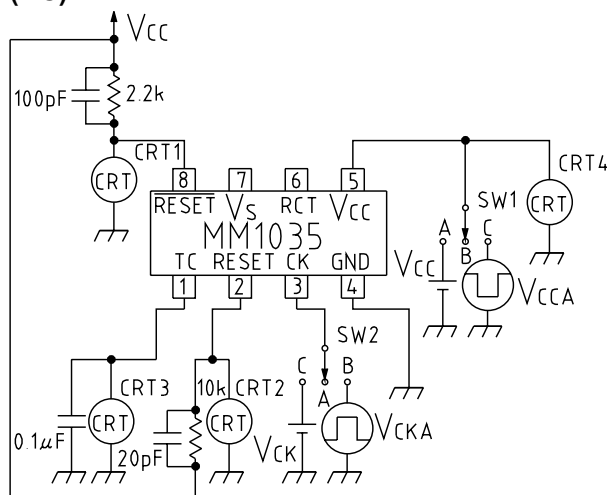 VCC
100pF
2.2k
CRT1
CRT
8
7
6
5
RESET
VS
RCT
VCC
MM1035
TC
RESET
CK
GND
1
2
3
4
CRT4
CRT
SW1
A
B
C
VCC
VCCA
SW2
C
A
B
VCK
VCKA
CRT3
CRT
0.1μF
10k
CRT2
CRT
20pF